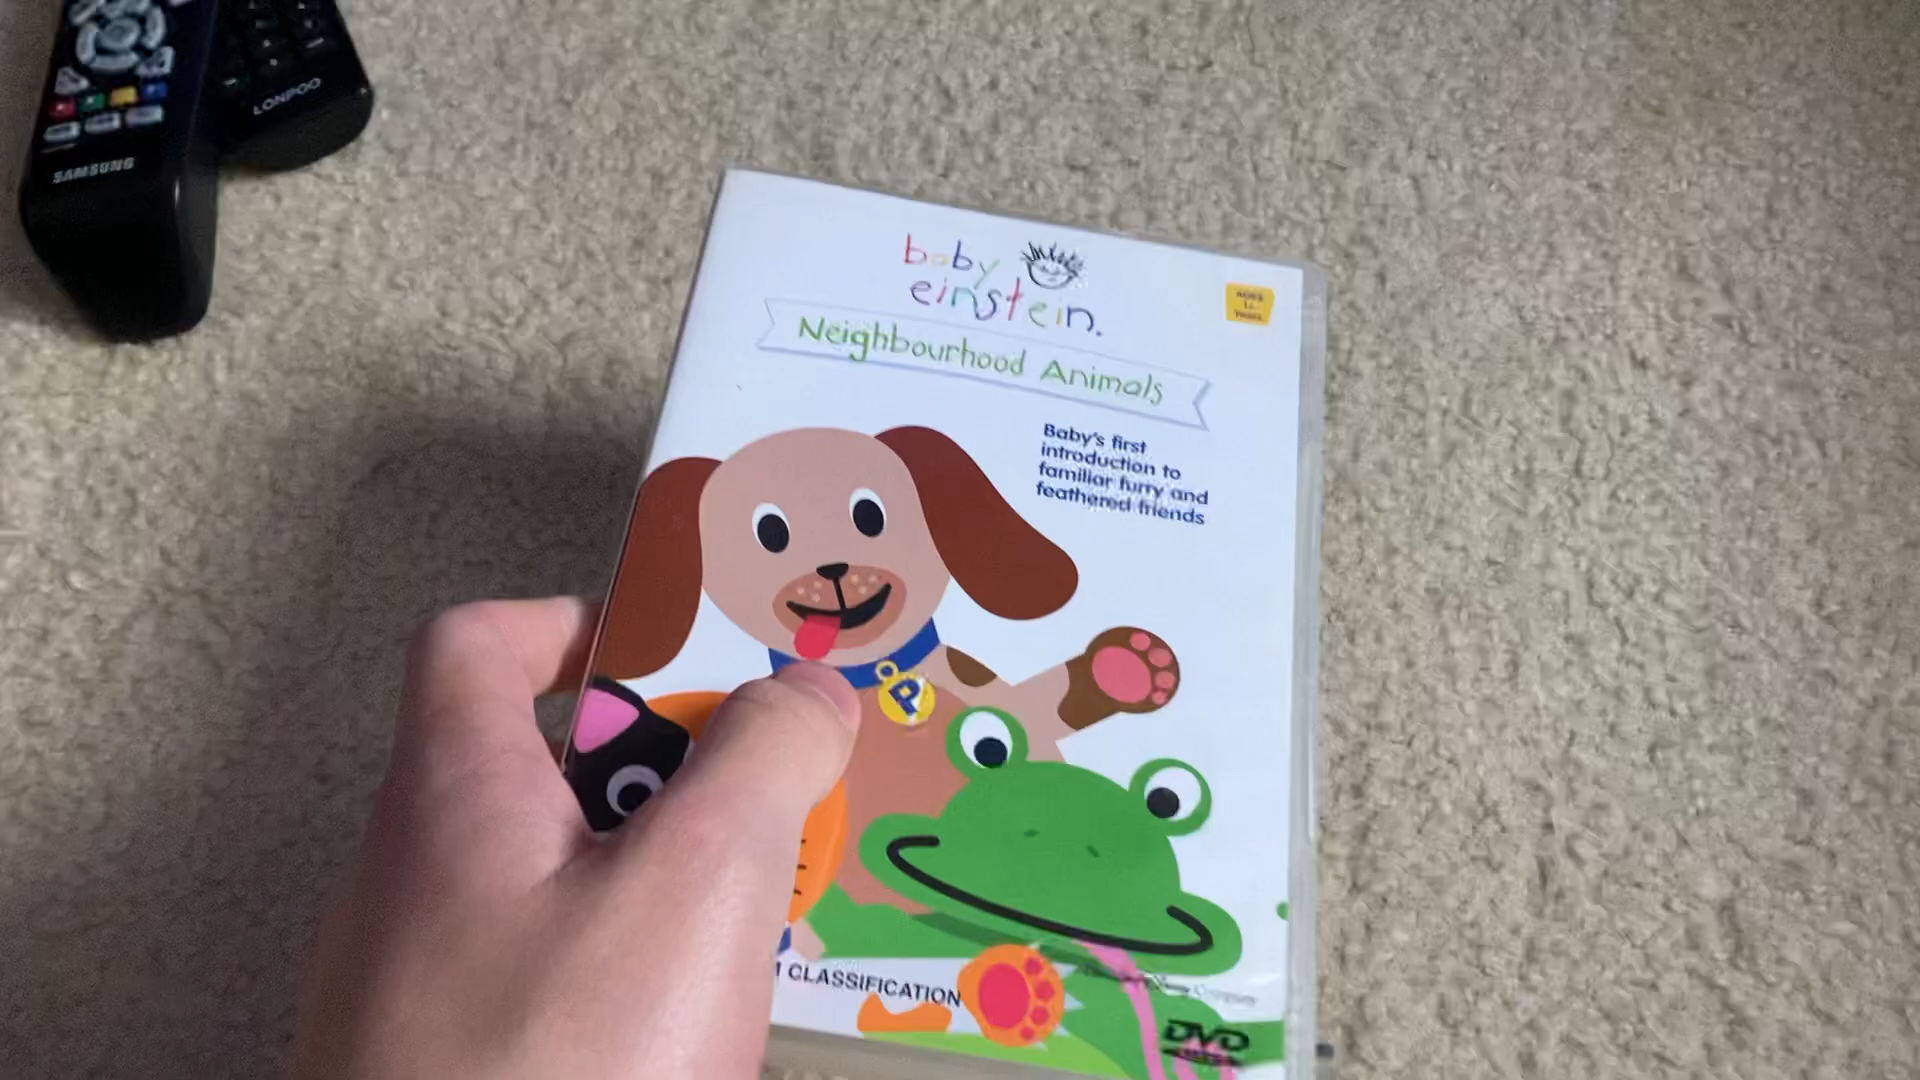 LONPOO
SAMSUNG
baby
einstein.
Neighbourhood Animals
Baby's first
introduction to
familiar furry and
feathered friends
P
CLASSIFICATION
DVD